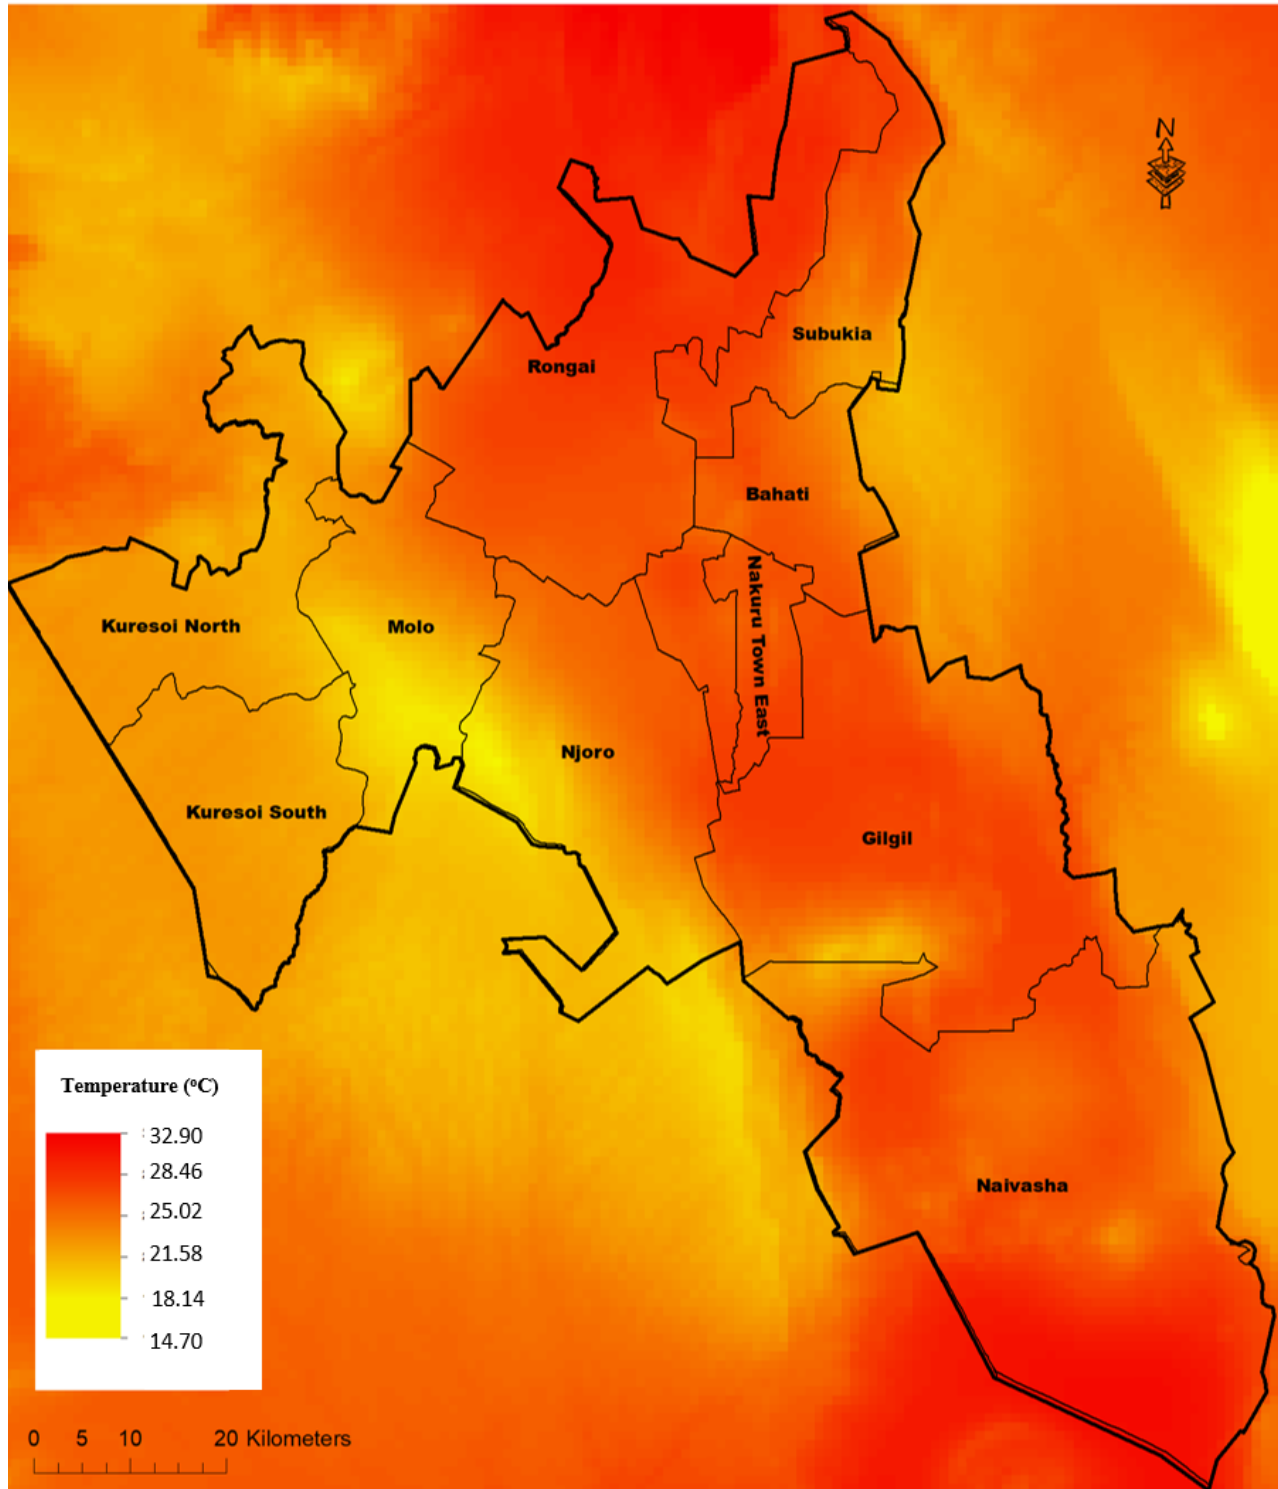 N
Subukia
Rongai
Bahati
Nakuru Town East
Kuresoi North
Molo
Njoro
Kuresoi South
Gilgil
Naivasha
Temperature (°C)
32.90
28.46
25.02
21.58
18.14
14.70
0 5 10 20 Kilometers